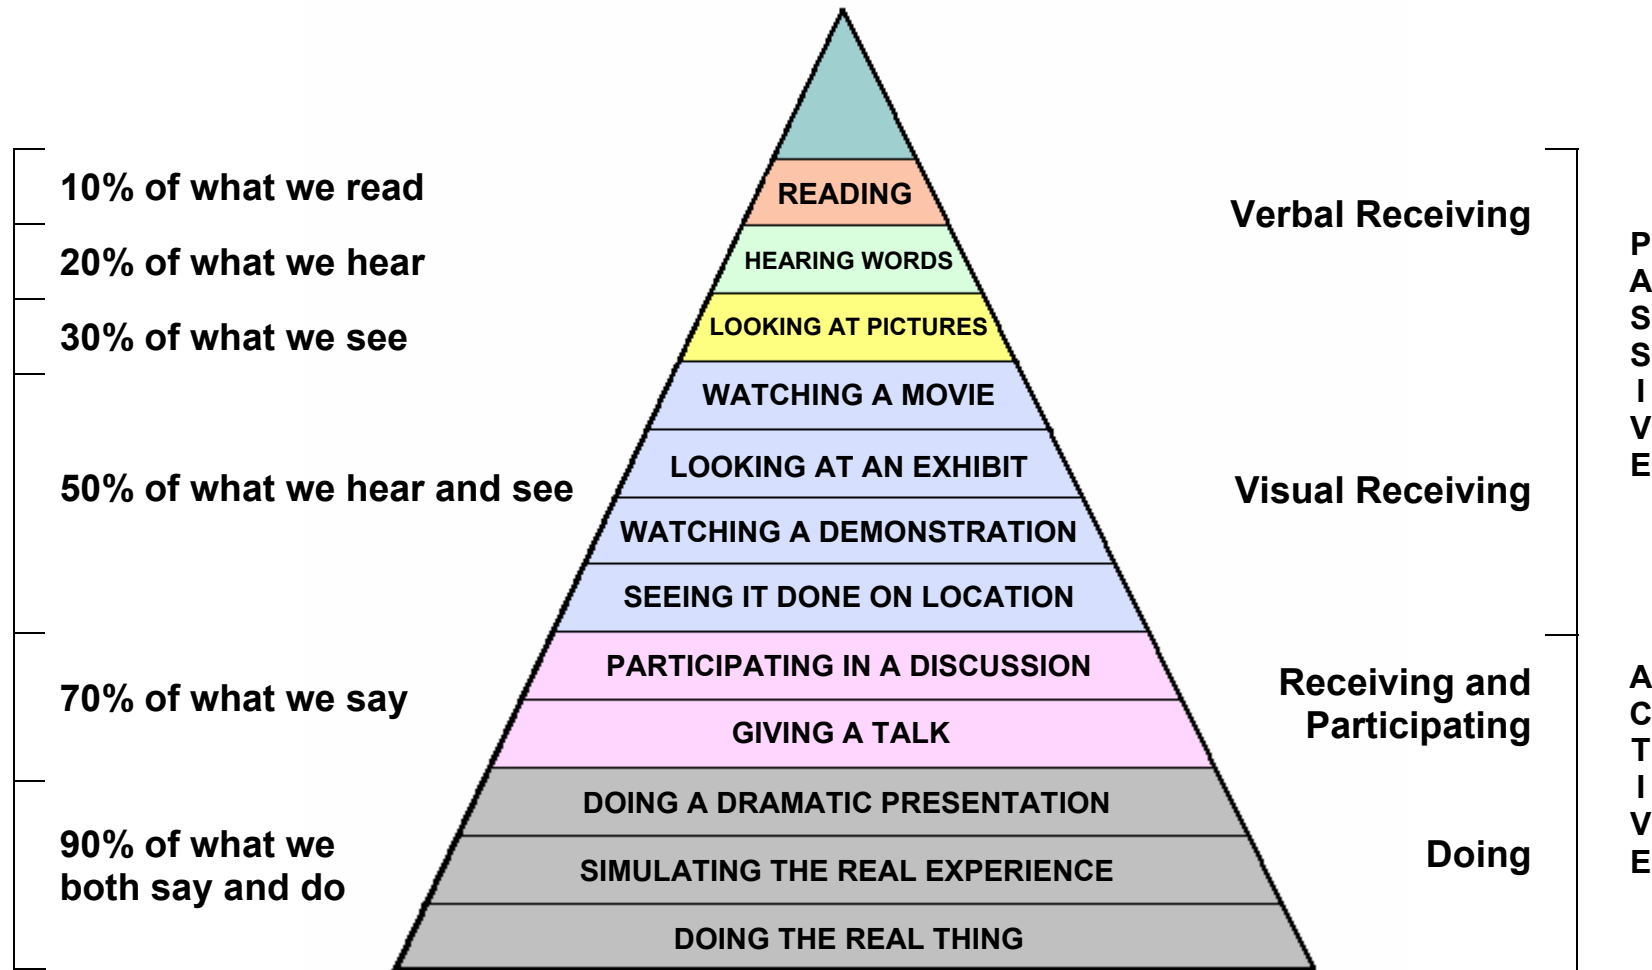 10% of what we read
20% of what we hear
30% of what we see
50% of what we hear and see
70% of what we say
90% of what we
both say and do
READING
HEARING WORDS
LOOKING AT PICTURES
WATCHING A MOVIE
LOOKING AT AN EXHIBIT
WATCHING A DEMONSTRATION
SEEING IT DONE ON LOCATION
PARTICIPATING IN A DISCUSSION
GIVING A TALK
DOING A DRAMATIC PRESENTATION
SIMULATING THE REAL EXPERIENCE
DOING THE REAL THING
Verbal Receiving
Visual Receiving
Receiving and
Participating
Doing
PASSIVE
ACTIVE